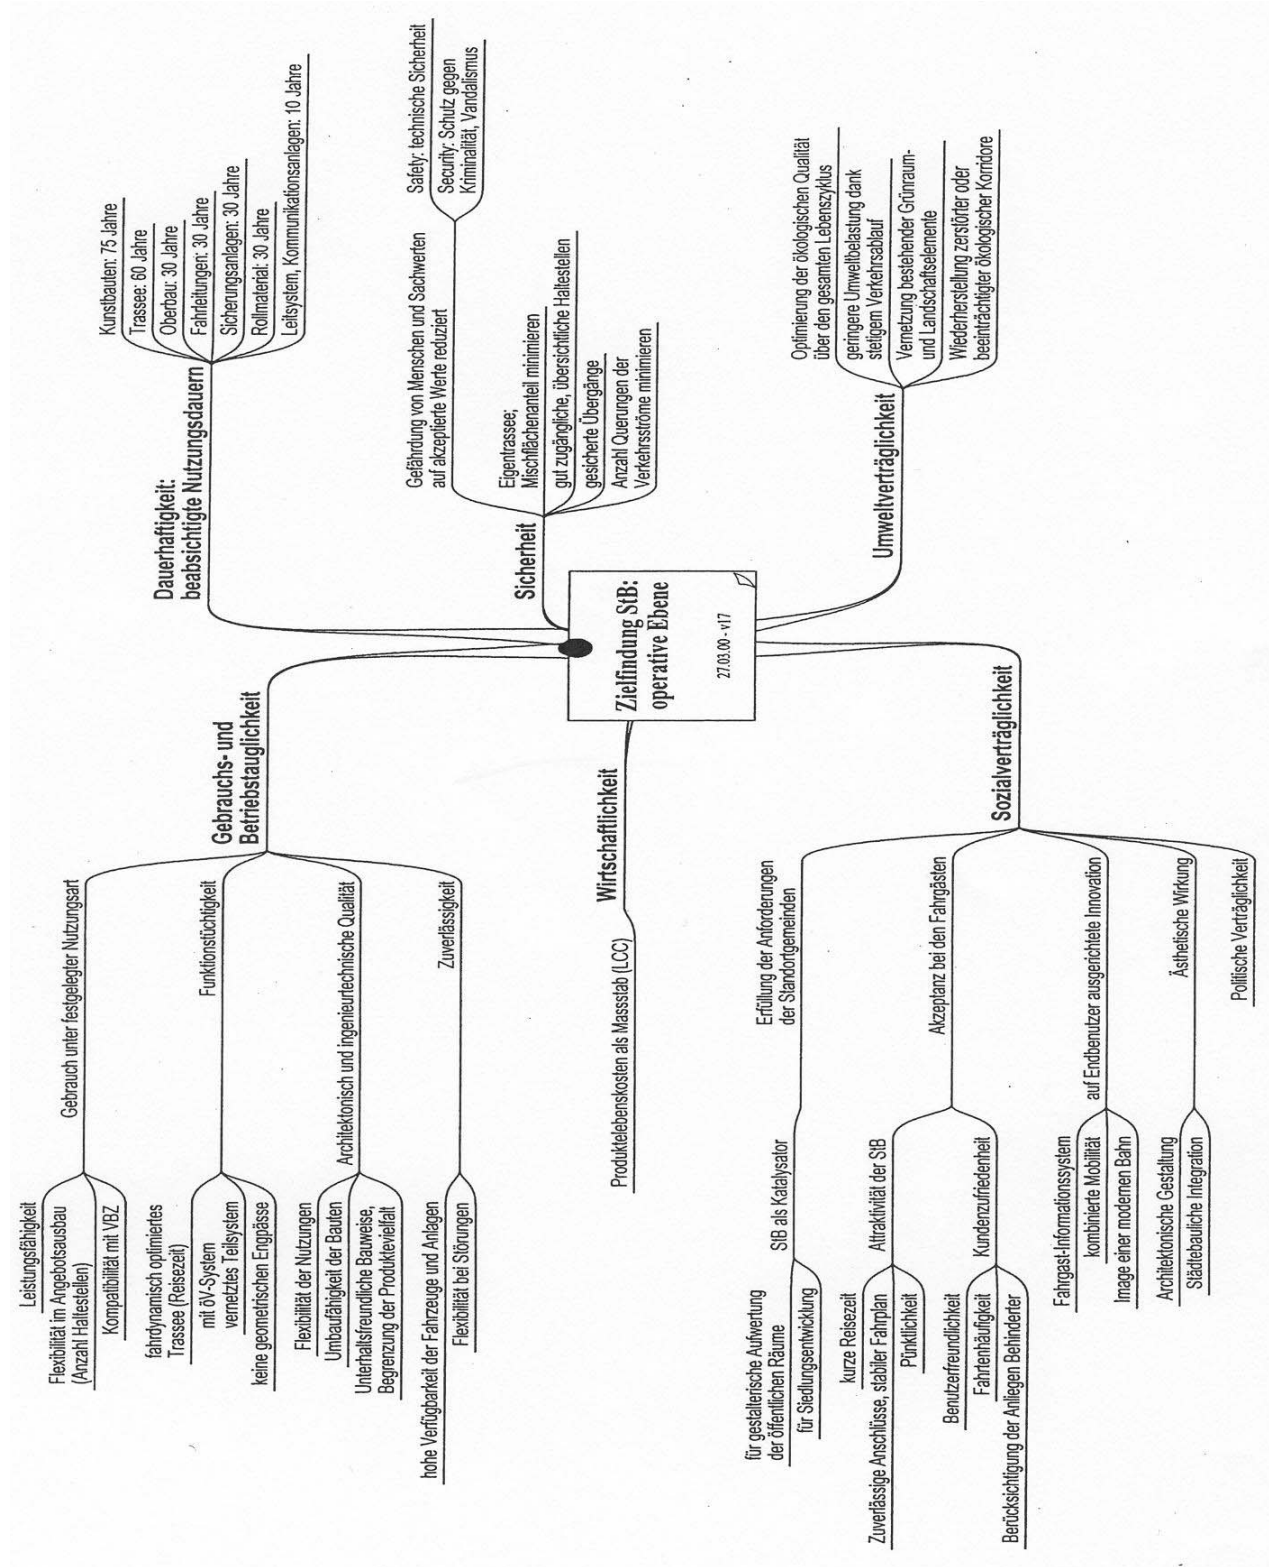 Zielfindung StB:
operative Ebene
27.03.00 - v17
Gebrauchs- und
Betriebstauglichkeit
Gebrauch unter festgelegter Nutzungsart
Leistungsfähigkeit
Flexibilität im Angebotsausbau
(Anzahl Haltestellen)
Kompatibilität mit VBZ
Funktionstüchtigkeit
fahrdynamisch optimiertes
Trassee (Reisezeit)
mit öV-System
vernetztes Teilsystem
keine geometrischen Engpässe
Architektonisch und ingenieurtechnische Qualität
Flexibilität der Nutzungen
Umbaufähigkeit der Bauten
Unterhaltsfreundliche Bauweise,
Begrenzung der Produktevielfalt
Zuverlässigkeit
hohe Verfügbarkeit der Fahrzeuge und Anlagen
Flexibilität bei Störungen
Wirtschaftlichkeit
Produktelebenskosten als Massstab (LCC)
Sozialverträglichkeit
Erfüllung der Anforderungen
der Standortgemeinden
StB als Katalysator
für gestalterische Aufwertung
der öffentlichen Räume
für Siedlungsentwicklung
Akzeptanz bei den Fahrgästen
Attraktivität der StB
kurze Reisezeit
Zuverlässige Anschlüsse, stabiler Fahrplan
Pünktlichkeit
Kundenzufriedenheit
Benutzerfreundlichkeit
Fahrtenhäufigkeit
Berücksichtigung der Anliegen Behinderter
auf Endbenutzer ausgerichtete Innovation
Fahrgast-Informationssystem
kombinierte Mobilität
Image einer modernen Bahn
Ästhetische Wirkung
Architektonische Gestaltung
Städtebauliche Integration
Politische Verträglichkeit
Dauerhaftigkeit:
beabsichtigte Nutzungsdauern
Kunstbauten: 75 Jahre
Trassee: 60 Jahre
Oberbau: 30 Jahre
Fahrleitungen: 30 Jahre
Sicherungsanlagen: 30 Jahre
Rollmaterial: 30 Jahre
Leitsystem, Kommunikationsanlagen: 10 Jahre
Sicherheit
Gefährdung von Menschen und Sachwerten
auf akzeptierte Werte reduziert
Safety: technische Sicherheit
Security: Schutz gegen
Kriminalität, Vandalismus
Eigentrassee;
Mischflächenanteil minimieren
gut zugängliche, übersichtliche Haltestellen
gesicherte Übergänge
Anzahl Querungen der
Verkehrsströme minimieren
Umweltverträglichkeit
Optimierung der ökologischen Qualität
über den gesamten Lebenszyklus
geringere Umweltbelastung dank
stetigem Verkehrsablauf
Vernetzung bestehender Grünraum-
und Landschaftselemente
Wiederherstellung zerstörter oder
beeinträchtigter ökologischer Korridore